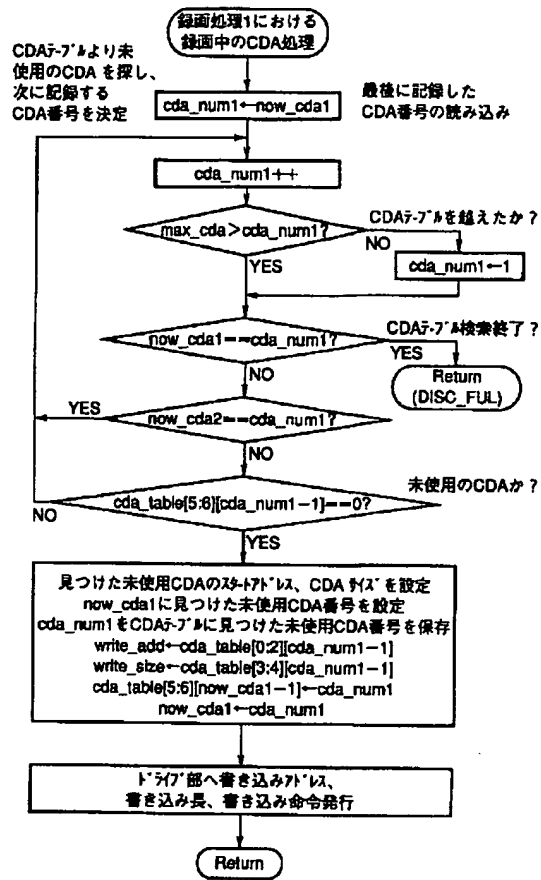 録画処理1における
録画中のCDA処理
CDAﾃｰﾌﾞﾙより未
使用のCDA を探し、
次に記録する
CDA番号を決定
cda_num1←now_cda1
最後に記録した
CDA番号の読み込み
cda_num1++
max_cda>cda_num1?
CDAﾃｰﾌﾞﾙを越えたか？
NO
cda_num1←1
YES
now_cda1==cda_num1?
CDAﾃｰﾌﾞﾙ検索終了？
YES
Return
(DISC_FUL)
NO
YES
now_cda2==cda_num1?
NO
未使用のCDAか？
cda_table[5:6][cda_num1-1]==0?
NO
YES
見つけた未使用CDAのｽﾀｰﾄｱﾄﾞﾚｽ、CDA ｻｲｽﾞを設定
now_cda1に見つけた未使用CDA番号を設定
cda_num1をCDAﾃｰﾌﾞﾙに見つけた未使用CDA番号を保存
write_add←cda_table[0:2][cda_num1-1]
write_size←cda_table[3:4][cda_num1-1]
cda_table[5:6][now_cda1-1]←cda_num1
now_cda1←cda_num1
ﾄﾞﾗｲﾌﾞ部へ書き込みｱﾄﾞﾚｽ、
書き込み長、書き込み命令発行
Return